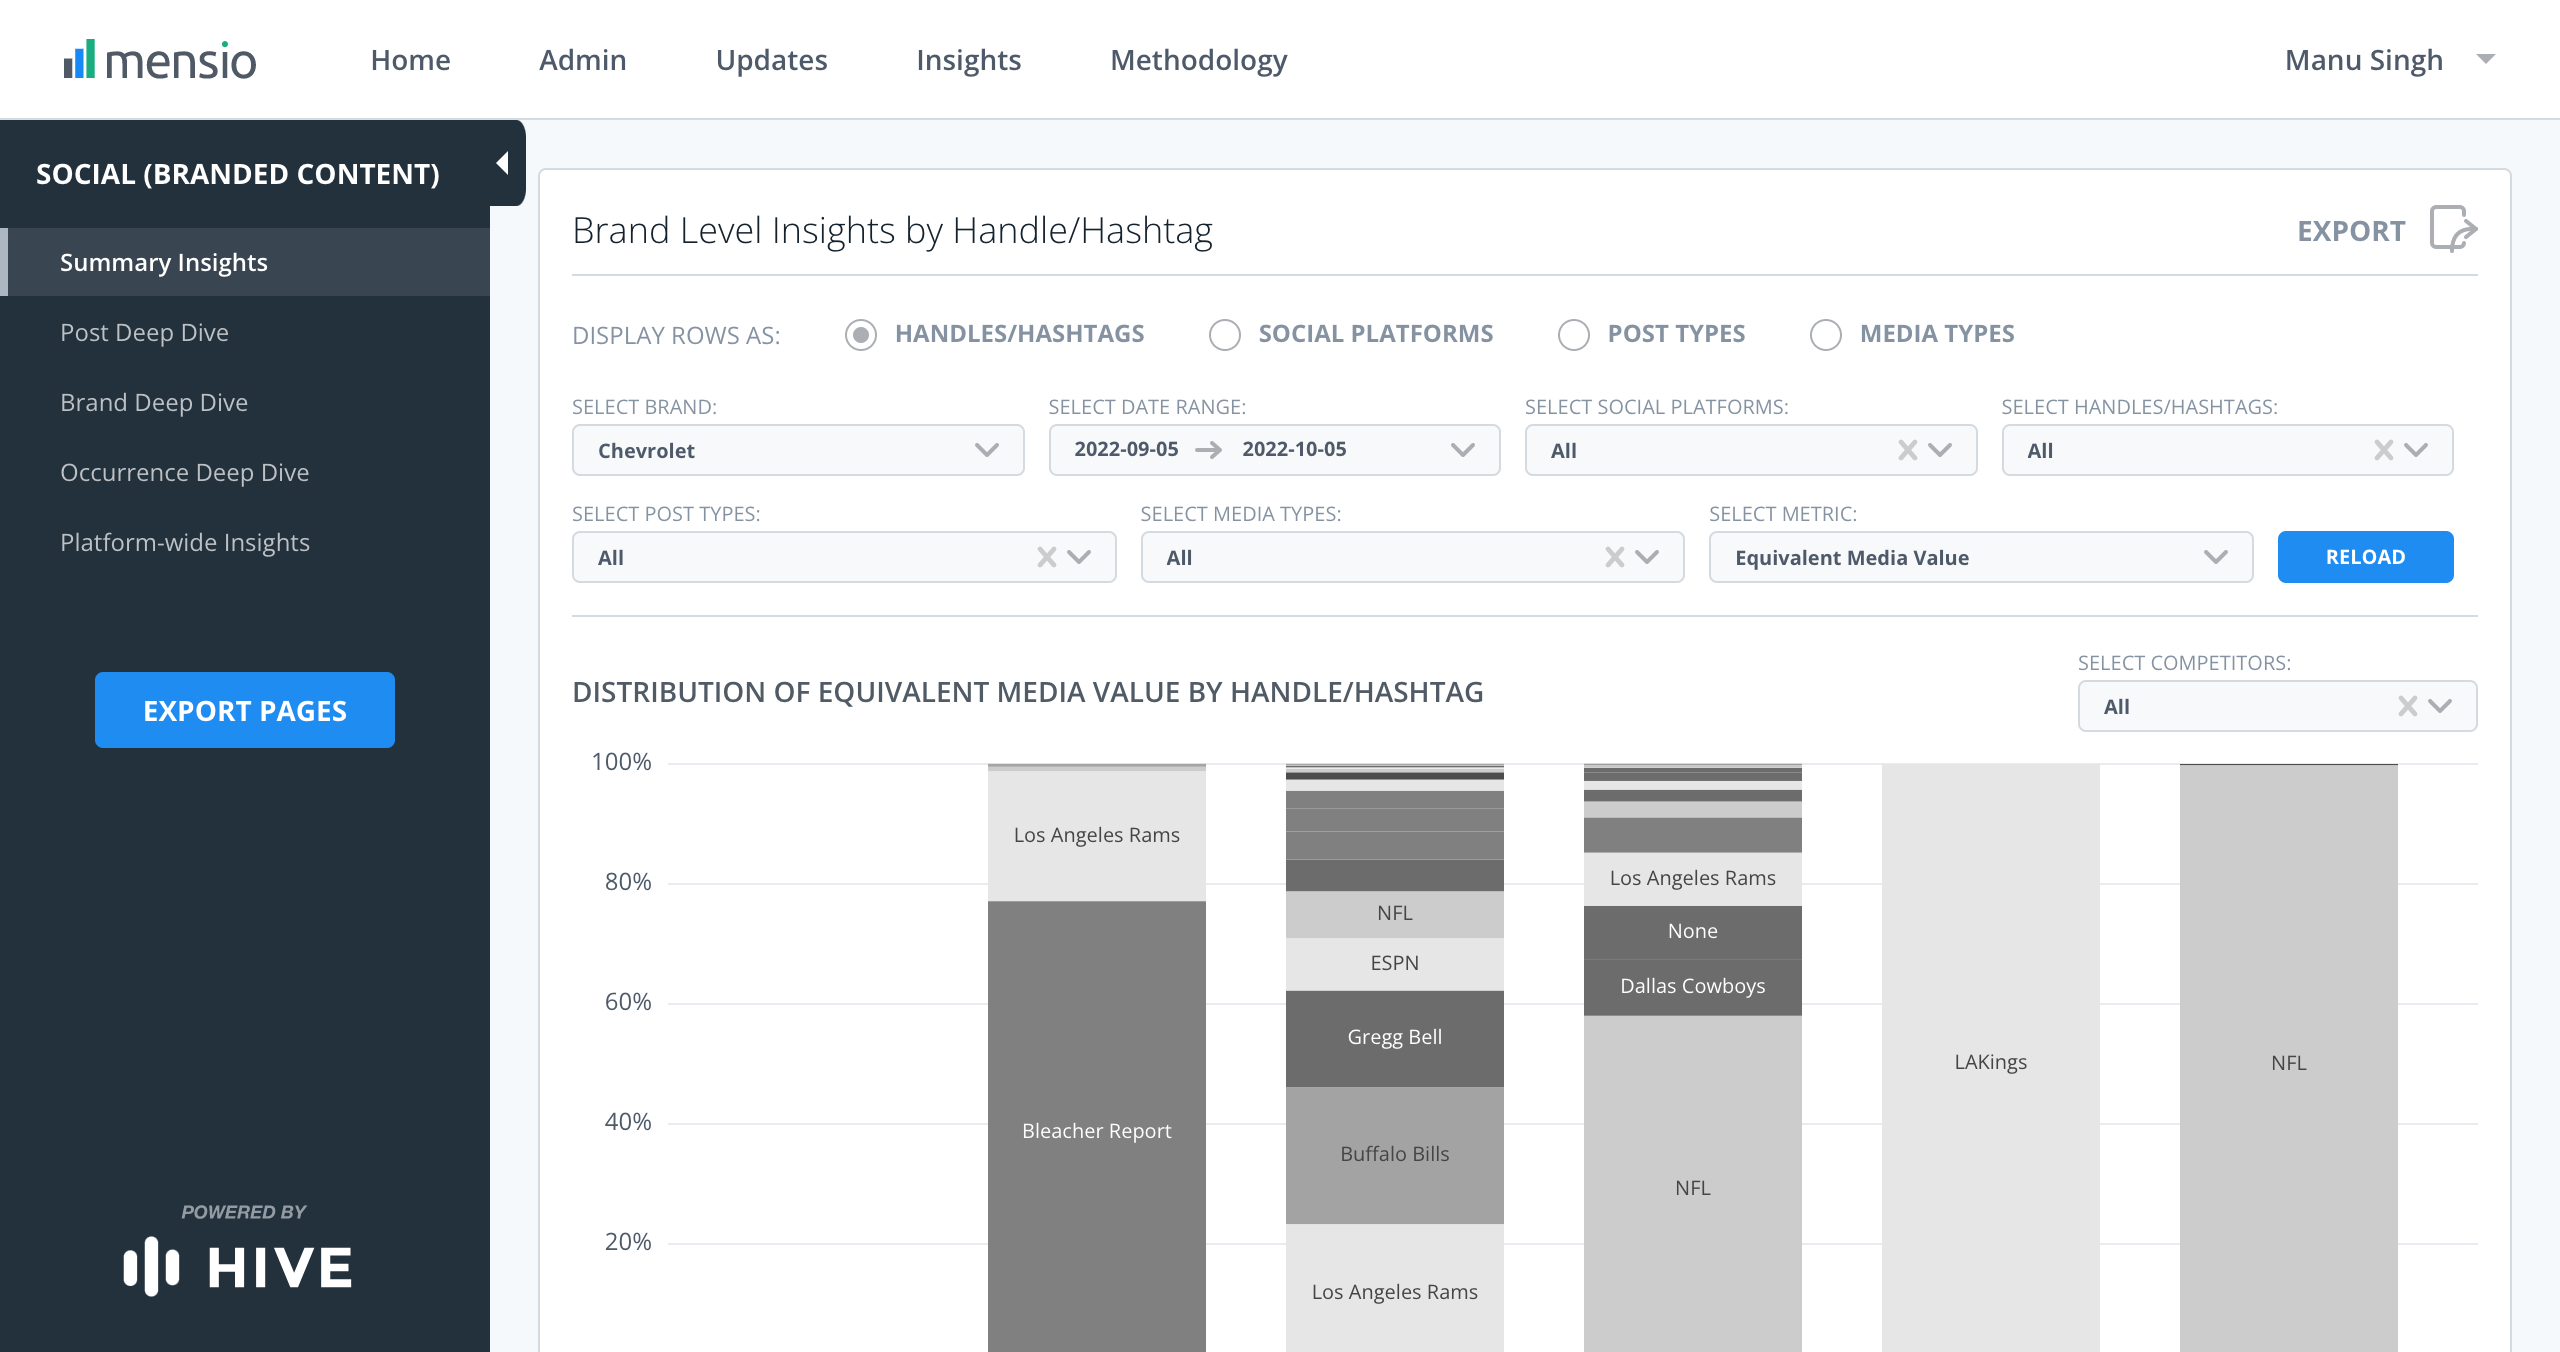 mensio Home Admin Updates Insights Methodology Manu Singh
SOCIAL (BRANDED CONTENT)
Summary Insights
Post Deep Dive
Brand Deep Dive
Occurrence Deep Dive
Platform-wide Insights
EXPORT PAGES
POWERED BY
HIVE
Brand Level Insights by Handle/Hashtag
EXPORT
DISPLAY ROWS AS: HANDLES/HASHTAGS SOCIAL PLATFORMS POST TYPES MEDIA TYPES
SELECT BRAND: SELECT DATE RANGE: SELECT SOCIAL PLATFORMS: SELECT HANDLES/HASHTAGS:
Chevrolet 2022-09-05 → 2022-10-05 All All
SELECT POST TYPES: SELECT MEDIA TYPES: SELECT METRIC:
All All Equivalent Media Value RELOAD
SELECT COMPETITORS:
DISTRIBUTION OF EQUIVALENT MEDIA VALUE BY HANDLE/HASHTAG
All
100%
80%
60%
40%
20%
Los Angeles Rams
Bleacher Report
NFL
ESPN
Gregg Bell
Buffalo Bills
Los Angeles Rams
Los Angeles Rams
None
Dallas Cowboys
NFL
LAKings
NFL